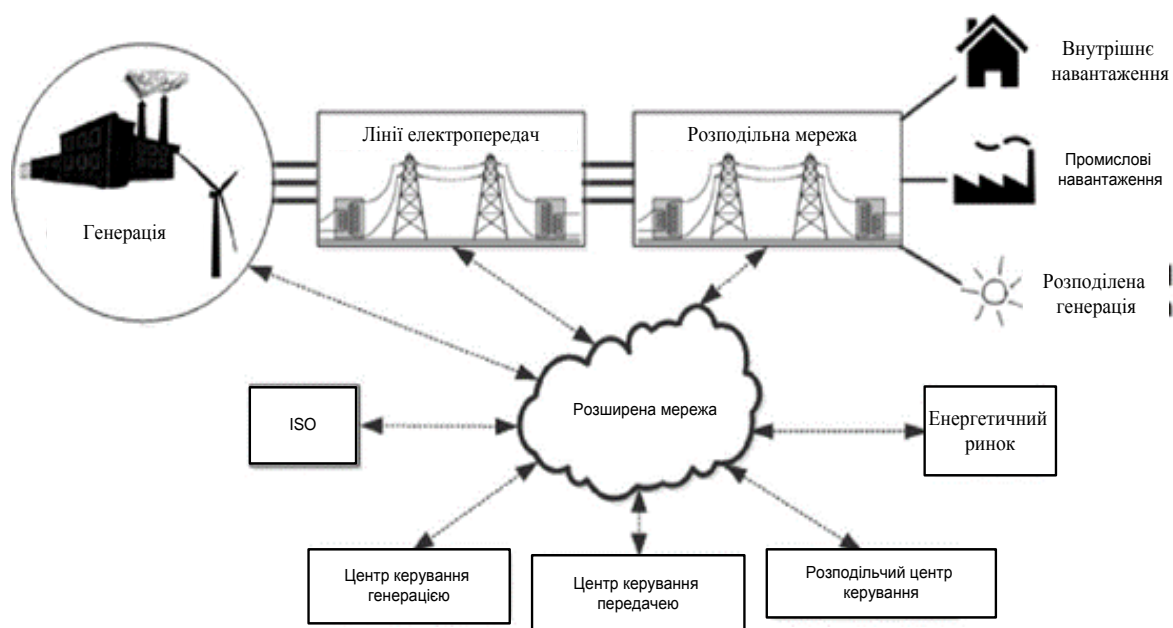 Внутрішнє
навантаження
Лінії електропередач
Розподільна мережа
Промислові
навантаження
Генерація
Розподілена
генерація
Розширена мережа
ISO
Енергетичний
ринок
Центр керування
генерацією
Центр керування
передачею
Розподільчий центр
керування